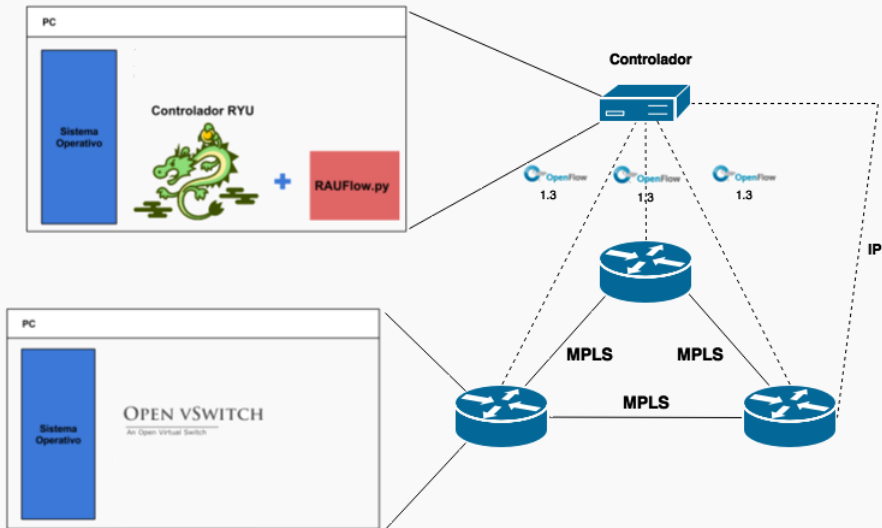 PC
Sistema
Operativo
Controlador RYU
RAUFlow.py
Controlador
OpenFlow
1.3
OpenFlow
1.3
OpenFlow
1.3
IP
MPLS
MPLS
MPLS
PC
Sistema
Operativo
OPEN VSWITCH
An Open Virtual Switch